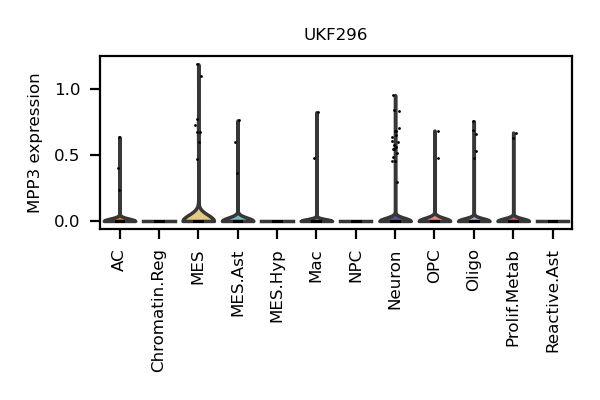 UKF296
MPP3 expression
1.0
0.5
0.0
AC
Chromatin.Reg
MES
MES.Ast
MES.Hyp
Mac
NPC
Neuron
OPC
Oligo
Prolif.Metab
Reactive.Ast